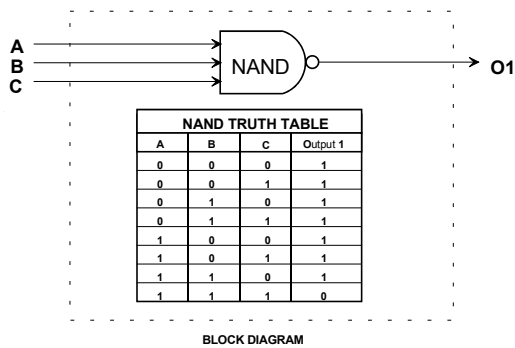 A
B
C
NAND
O1
NAND TRUTH TABLE
A B C Output 1
0 0 0 1
0 0 1 1
0 1 0 1
0 1 1 1
1 0 0 1
1 0 1 1
1 1 0 1
1 1 1 0
BLOCK DIAGRAM